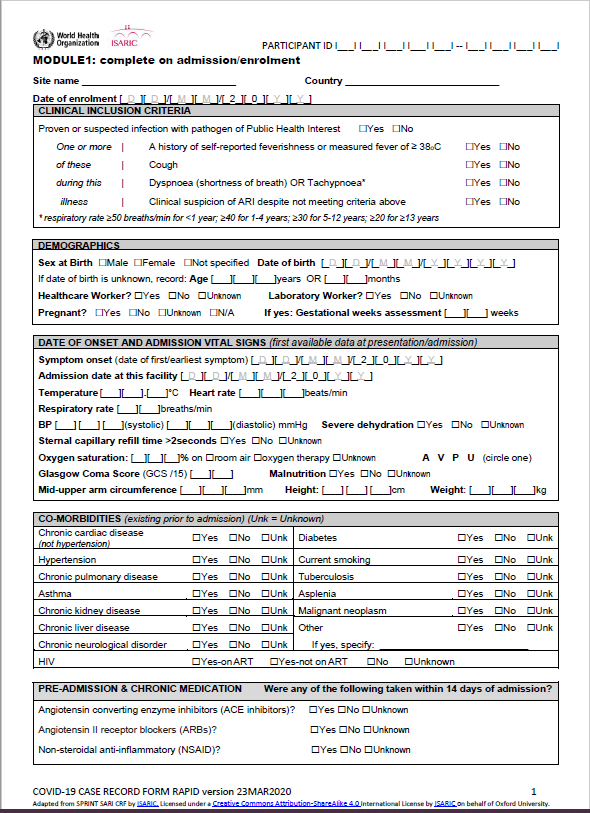 World Health
Organization
ISARIC
PARTICIPANT ID I___I I___I I___I I___I I___I -- I___I I___I I___I I___I
MODULE1: complete on admission/enrolment
Site name ____________________________ Country ____________________________
Date of enrolment [_D_][_D_]/[_M_][_M_]/[_2_][_0_][_Y_][_Y_]
CLINICAL INCLUSION CRITERIA
Proven or suspected infection with pathogen of Public Health Interest ☐Yes ☐No
One or more | A history of self-reported feverishness or measured fever of ≥ 38oC ☐Yes ☐No
of these | Cough ☐Yes ☐No
during this | Dyspnoea (shortness of breath) OR Tachypnoea* ☐Yes ☐No
illness | Clinical suspicion of ARI despite not meeting criteria above ☐Yes ☐No
* respiratory rate ≥50 breaths/min for <1 year; ≥40 for 1-4 years; ≥30 for 5-12 years; ≥20 for ≥13 years
DEMOGRAPHICS
Sex at Birth ☐Male ☐Female ☐Not specified Date of birth [_D_][_D_]/[_M_][_M_]/[_Y_][_Y_][_Y_][_Y_]
If date of birth is unknown, record: Age [___][___][___]years OR [___][___]months
Healthcare Worker? ☐Yes ☐No ☐Unknown Laboratory Worker? ☐Yes ☐No ☐Unknown
Pregnant? ☐Yes ☐No ☐Unknown ☐N/A If yes: Gestational weeks assessment [___][___] weeks
DATE OF ONSET AND ADMISSION VITAL SIGNS (first available data at presentation/admission)
Symptom onset (date of first/earliest symptom) [_D_][_D_]/[_M_][_M_]/[_2_][_0_][_Y_][_Y_]
Admission date at this facility [_D_][_D_]/[_M_][_M_]/[_2_][_0_][_Y_][_Y_]
Temperature [___][___].[___]°C Heart rate [___][___][___]beats/min
Respiratory rate [___][___]breaths/min
BP [___] [___] [___](systolic) [___][___][___](diastolic) mmHg Severe dehydration ☐Yes ☐No ☐Unknown
Sternal capillary refill time >2seconds ☐Yes ☐No ☐Unknown
Oxygen saturation: [___][___][___]% on ☐room air ☐oxygen therapy ☐Unknown A V P U (circle one)
Glasgow Coma Score (GCS /15) [___][___] Malnutrition ☐Yes ☐No ☐Unknown
Mid-upper arm circumference [___][___][___]mm Height: [___][___][___]cm Weight: [___][___][___]kg
CO-MORBIDITIES (existing prior to admission) (Unk = Unknown)
Chronic cardiac disease ☐Yes ☐No ☐Unk Diabetes ☐Yes ☐No ☐Unk
(not hypertension)
Hypertension ☐Yes ☐No ☐Unk Current smoking ☐Yes ☐No ☐Unk
Chronic pulmonary disease ☐Yes ☐No ☐Unk Tuberculosis ☐Yes ☐No ☐Unk
Asthma ☐Yes ☐No ☐Unk Asplenia ☐Yes ☐No ☐Unk
Chronic kidney disease ☐Yes ☐No ☐Unk Malignant neoplasm ☐Yes ☐No ☐Unk
Chronic liver disease ☐Yes ☐No ☐Unk Other ☐Yes ☐No ☐Unk
Chronic neurological disorder ☐Yes ☐No ☐Unk If yes, specify: ____________________________
HIV ☐Yes-on ART ☐Yes-not on ART ☐No ☐Unknown
PRE-ADMISSION & CHRONIC MEDICATION Were any of the following taken within 14 days of admission?
Angiotensin converting enzyme inhibitors (ACE inhibitors)? ☐Yes ☐No ☐Unknown
Angiotensin II receptor blockers (ARBs)? ☐Yes ☐No ☐Unknown
Non-steroidal anti-inflammatory (NSAID)? ☐Yes ☐No ☐Unknown
COVID-19 CASE RECORD FORM RAPID version 23MAR2020 1
Adapted from SPRINT SARI CRF by ISARIC. Licensed under a Creative Commons Attribution-ShareAlike 4.0 International License by ISARIC on behalf of Oxford University.